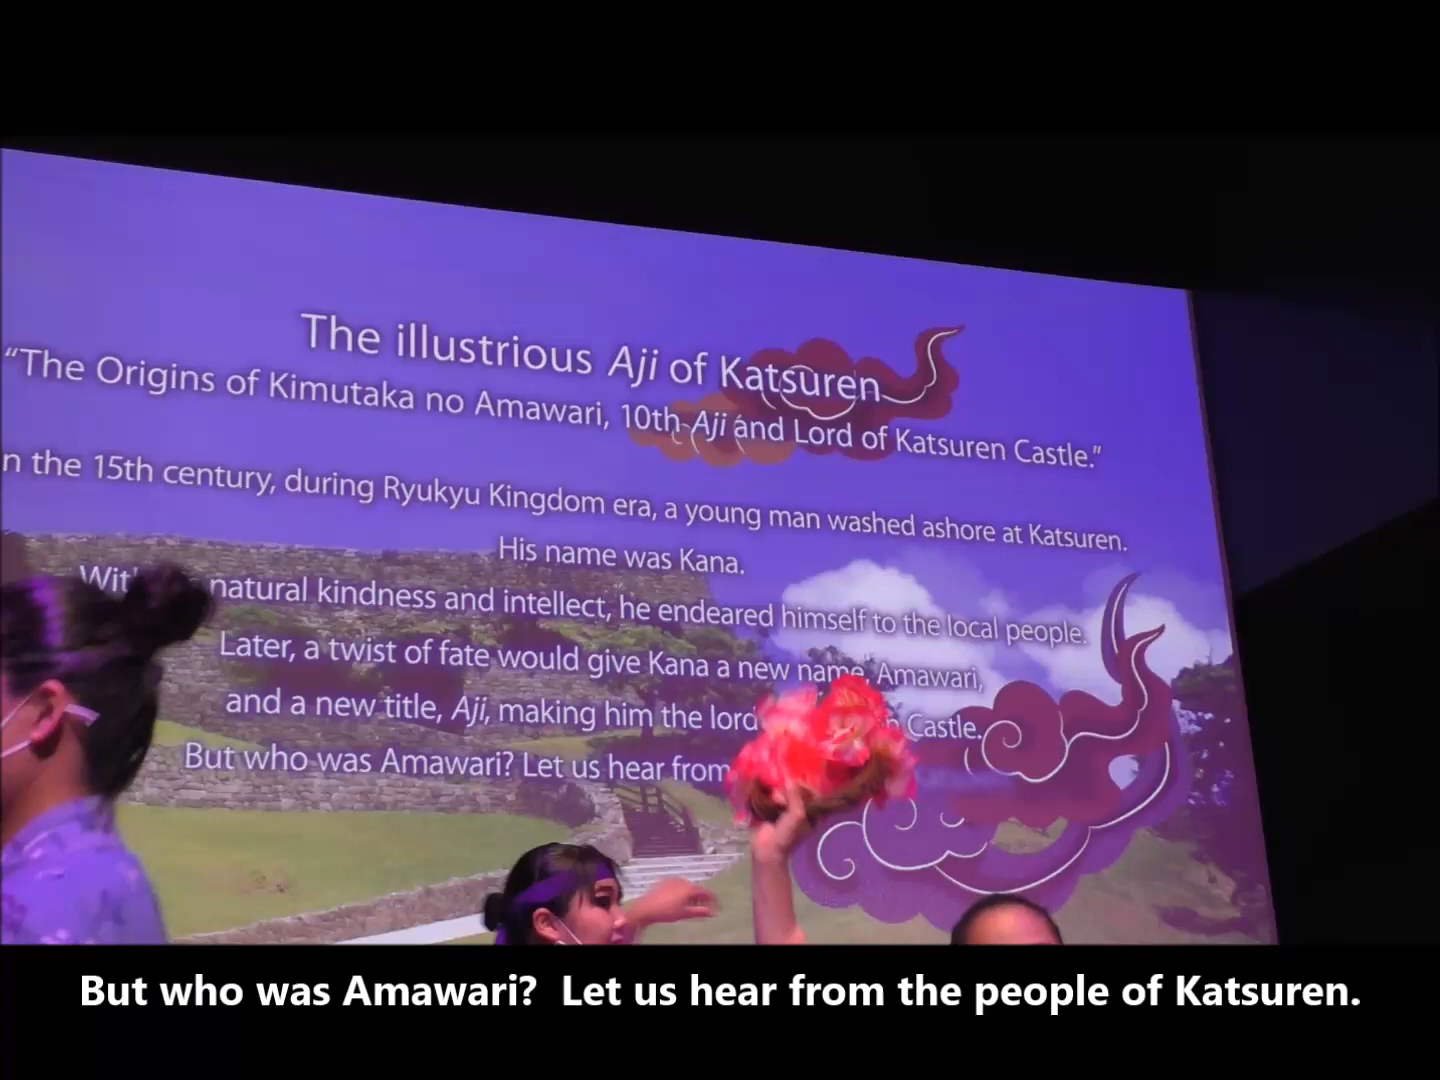 The illustrious Aji of Katsuren
“The Origins of Kimutaka no Amawari, 10th Aji and Lord of Katsuren Castle.”
n the 15th century, during Ryukyu Kingdom era, a young man washed ashore at Katsuren.
His name was Kana.
natural kindness and intellect, he endeared himself to the local people.
Later, a twist of fate would give Kana a new name, Amawari,
and a new title, Aji, making him the lord Castle.
But who was Amawari? Let us hear from
But who was Amawari?  Let us hear from the people of Katsuren.